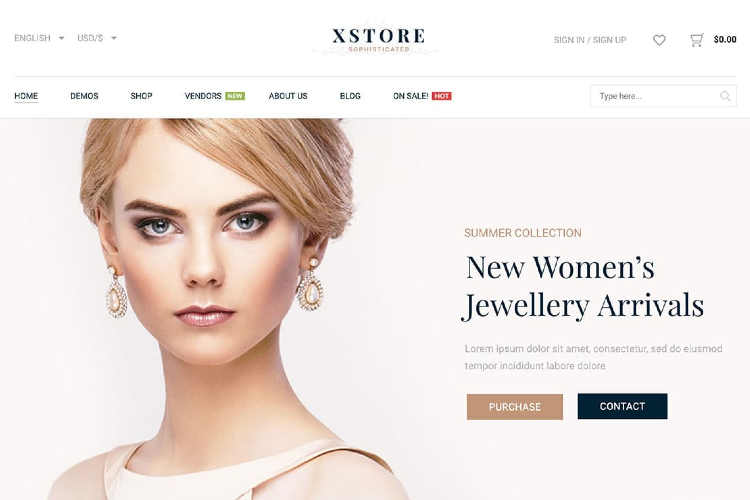 ENGLISH USD/$
XSTORE
SOPHISTICATED
SIGN IN / SIGN UP
$0.00
HOME DEMOS SHOP VENDORS NEW ABOUT US BLOG ON SALE! HOT
Type here...
SUMMER COLLECTION
New Women’s
Jewellery Arrivals
Lorem ipsum dolor sit amet, consectetur, sed do eiusmod
tempor incididunt labore dolore
PURCHASE CONTACT